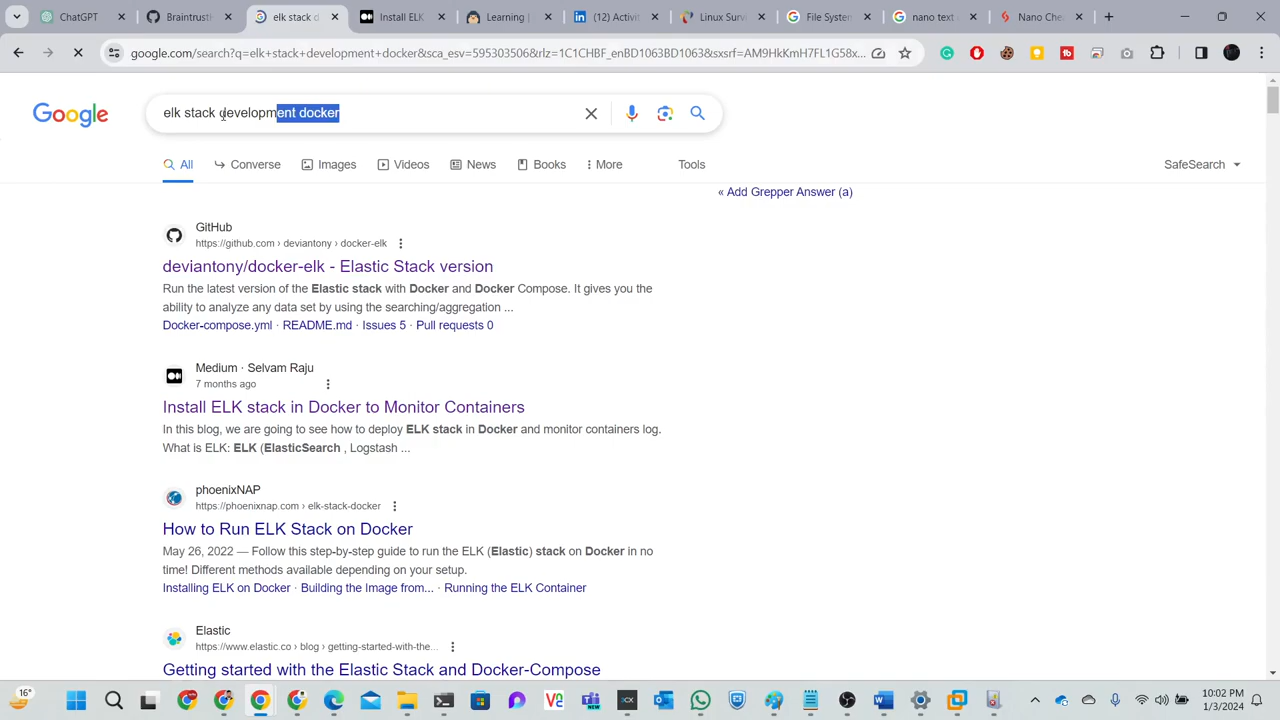 (12) Activi
Learning |
Linux Surv
nano text c
Nano Che
google.com/search?q=elk+stack+development+docker&sca_esv=595303506&rlz=1C1CHBF_enBD1063BD1063&sxsrf=AM9HkKmH7FL1G58x...
Google
elk stack development docker
All
Converse
Images
Videos
News
Books
More
Tools
SafeSearch
« Add Grepper Answer (a)
GitHub
https://github.com › deviantony › docker-elk
deviantony/docker-elk - Elastic Stack version
Run the latest version of the Elastic stack with Docker and Docker Compose. It gives you the
ability to analyze any data set by using the searching/aggregation ...
Docker-compose.yml · README.md · Issues 5 · Pull requests 0
Medium · Selvam Raju
7 months ago
Install ELK stack in Docker to Monitor Containers
In this blog, we are going to see how to deploy ELK stack in Docker and monitor containers log.
What is ELK: ELK (ElasticSearch , Logstash ...
phoenixNAP
https://phoenixnap.com › elk-stack-docker
How to Run ELK Stack on Docker
May 26, 2022 — Follow this step-by-step guide to run the ELK (Elastic) stack on Docker in no
time! Different methods available depending on your setup.
Installing ELK on Docker · Building the Image from... · Running the ELK Container
Elastic
https://www.elastic.co › blog › getting-started-with-the...
Getting started with the Elastic Stack and Docker-Compose
16°
10:02 PM
1/3/2024